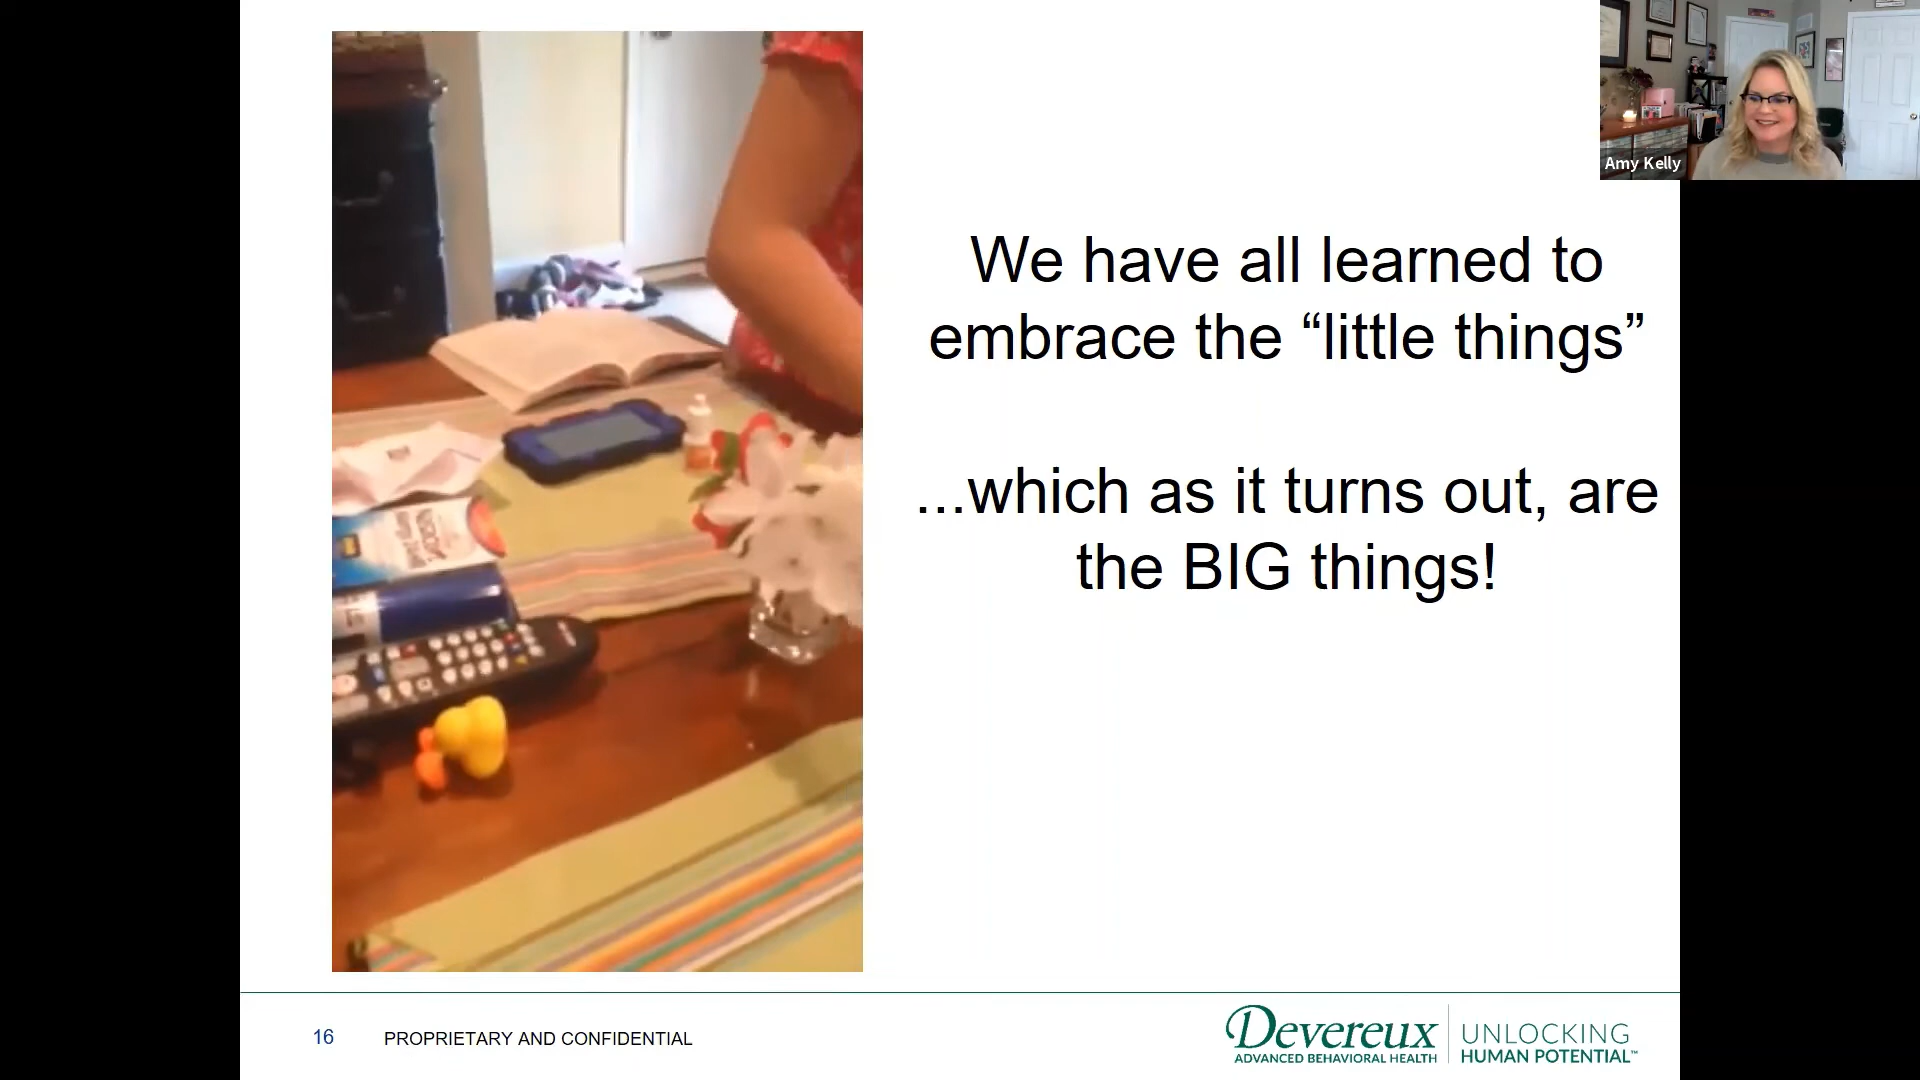 Amy Kelly
We have all learned to
embrace the “little things”
...which as it turns out, are
the BIG things!
16 PROPRIETARY AND CONFIDENTIAL
Devereux
ADVANCED BEHAVIORAL HEALTH
UNLOCKING
HUMAN POTENTIAL™